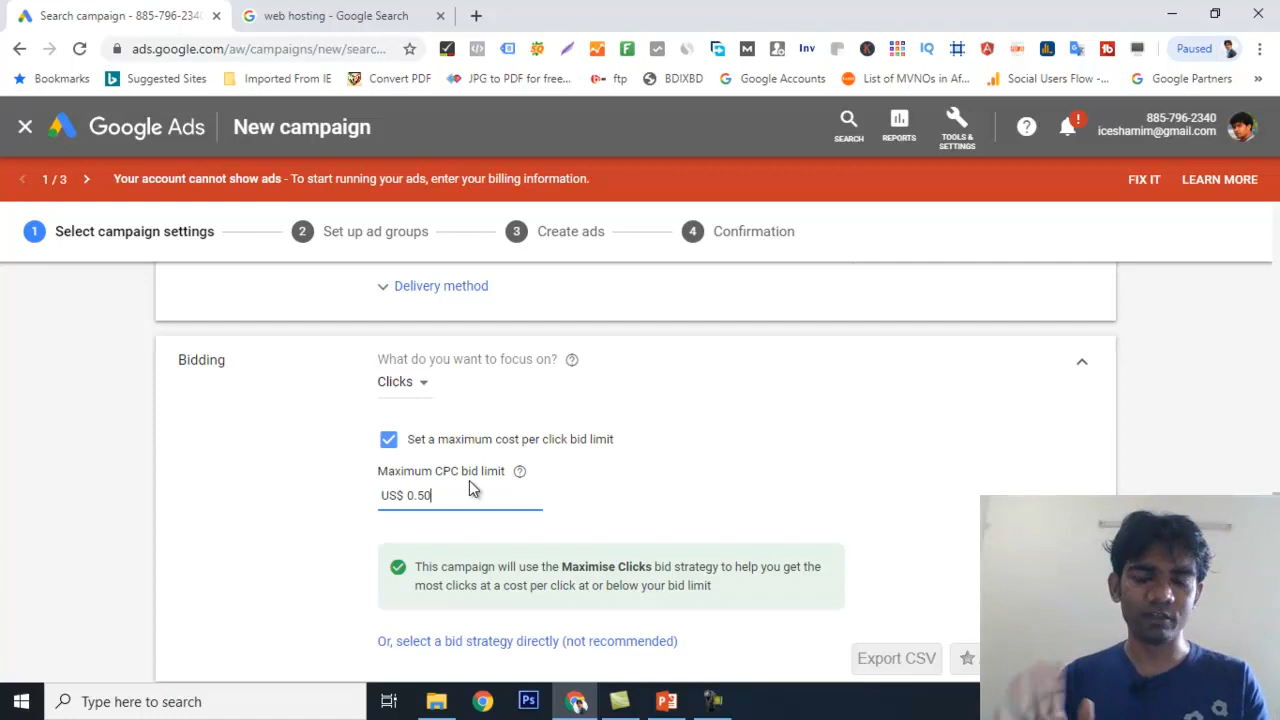 Search campaign - 885-796-2340
web hosting - Google Search
ads.google.com/aw/campaigns/new/searc...
Inv
IQ
Paused
Bookmarks
Suggested Sites
Imported From IE
Convert PDF
JPG to PDF for free...
ftp
BDIXBD
Google Accounts
List of MVNOs in Af...
Social Users Flow -...
Google Partners
Google Ads
New campaign
SEARCH
REPORTS
TOOLS &
SETTINGS
885-796-2340
iceshamim@gmail.com
1 / 3
Your account cannot show ads - To start running your ads, enter your billing information.
FIX IT
LEARN MORE
1 Select campaign settings
2 Set up ad groups
3 Create ads
4 Confirmation
Delivery method
Bidding
What do you want to focus on?
Clicks
Set a maximum cost per click bid limit
Maximum CPC bid limit
US$ 0.50
This campaign will use the Maximise Clicks bid strategy to help you get the
most clicks at a cost per click at or below your bid limit
Or, select a bid strategy directly (not recommended)
Export CSV
Type here to search